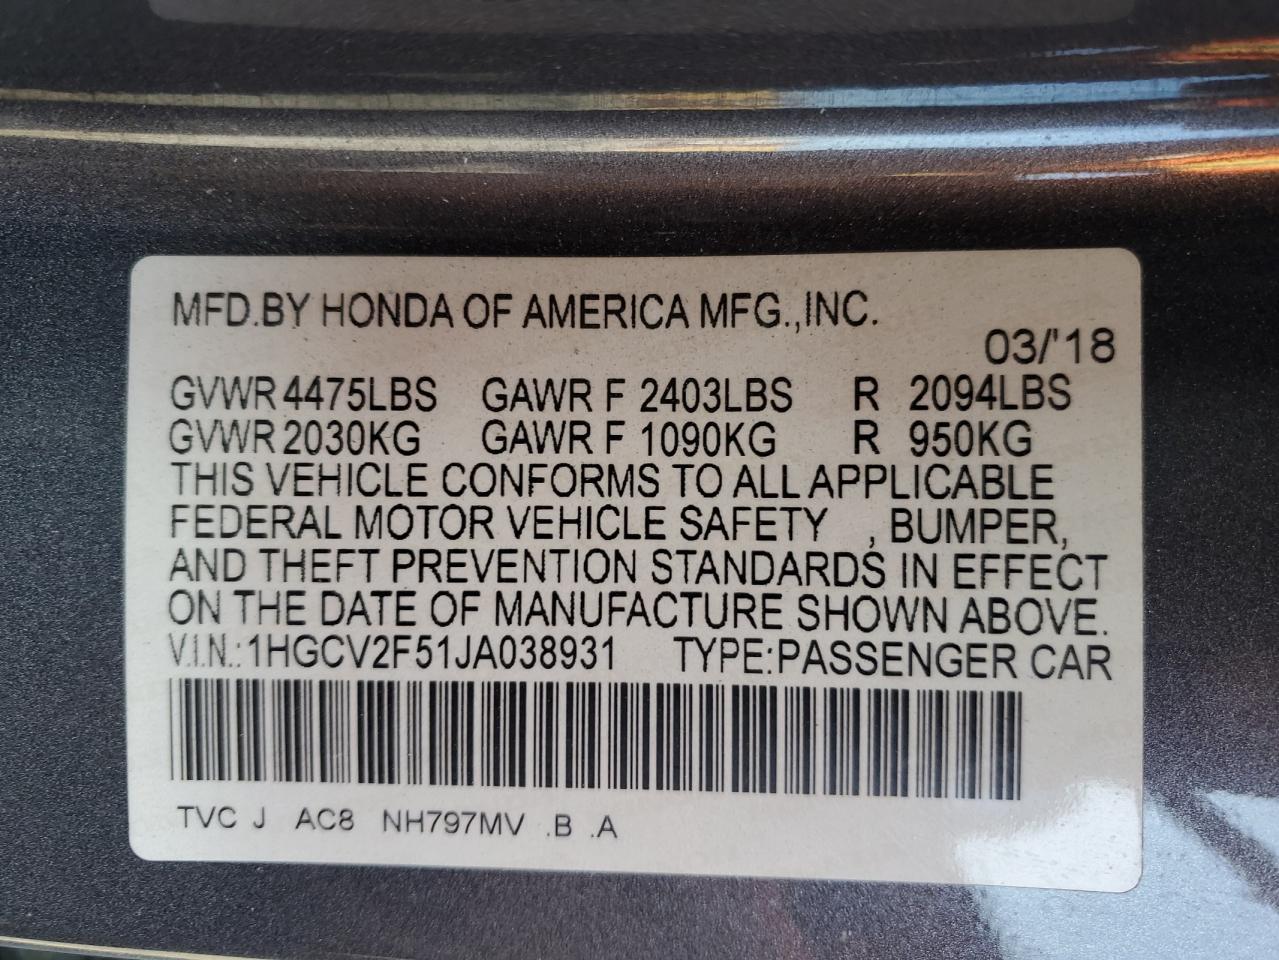 MFD.BY HONDA OF AMERICA MFG.,INC.
03/'18
GVWR 4475LBS GAWR F 2403LBS R 2094LBS
GVWR 2030KG GAWR F 1090KG R 950KG
THIS VEHICLE CONFORMS TO ALL APPLICABLE
FEDERAL MOTOR VEHICLE SAFETY , BUMPER,
AND THEFT PREVENTION STANDARDS IN EFFECT
ON THE DATE OF MANUFACTURE SHOWN ABOVE.
V.I.N.:1HGCV2F51JA038931 TYPE:PASSENGER CAR
TVC J AC8 NH797MV .B .A